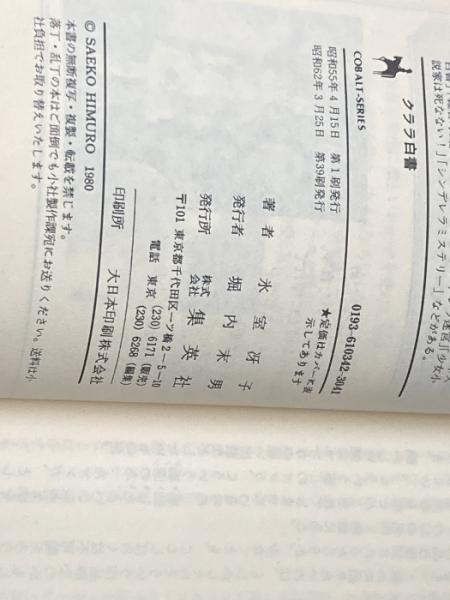 説家は死なない！」「シンデレラミステリー」などがある。
クララ白書
COBALT-SERIES
昭和55年4月15日 第1刷発行
昭和62年3月25日 第39刷発行
0193-610342-3041
★定価はカバーに表
示してあります
著者 氷室冴子
発行者 堀内末男
発行所 株式会社 集英社
〒101 東京都千代田区一ツ橋2-5-10
電話 東京 (230) 6171 (販売)
(230) 6268 (編集)
印刷所 大日本印刷株式会社
© SAEKO HIMURO 1980
本書の無断複写・複製・転載を禁じます。
落丁・乱丁の本はご面倒でも小社製作課宛にお送りください。送料は小
社負担でお取り替えいたします。